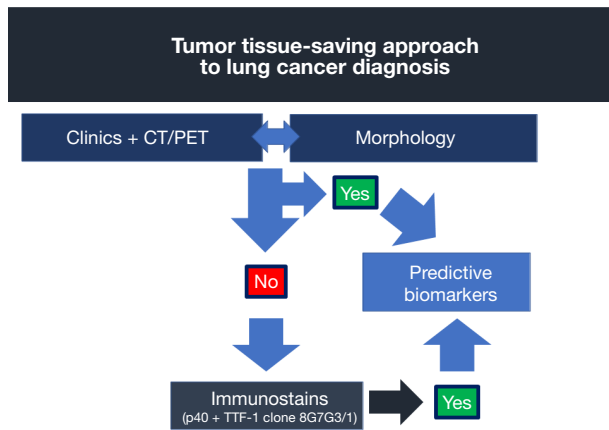 Tumor tissue-saving approach
to lung cancer diagnosis
Clinics + CT/PET
Morphology
Yes
No
Predictive
biomarkers
Immunostains
(p40 + TTF-1 clone 8G7G3/1)
Yes